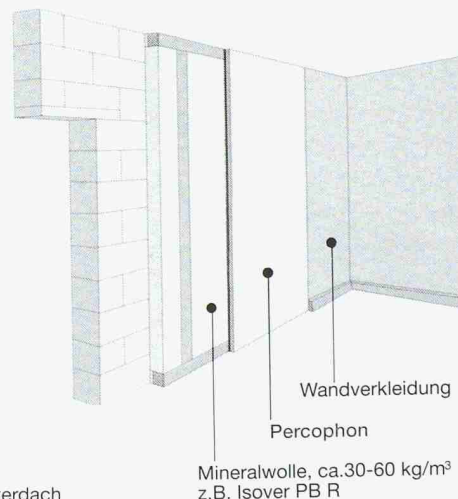 Wandverkleidung
Percophon
Mineralwolle, ca.30-60 kg/m³
z.B. Isover PB R
erdach